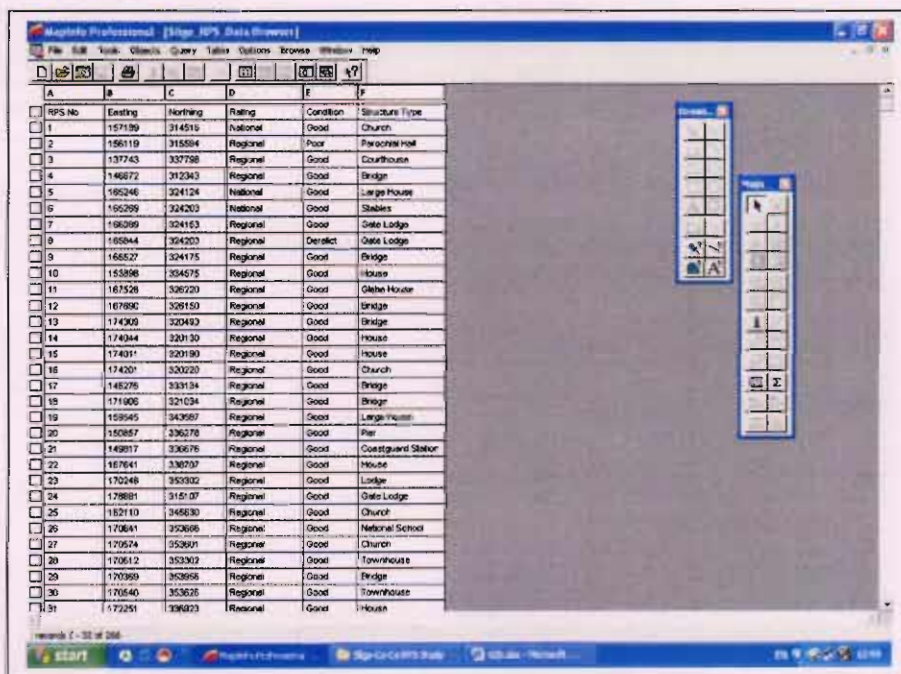 MapInfo Professional - [Sligo_RPS_Data Browser]
File Edit Tools Objects Query Table Options Browse Window Help
A B C D E F
RPS No Easting Northing Rating Condition Structure Type
1 157199 314516 National Good Church
2 156119 315594 Regional Poor Parochial Hall
3 137743 337798 Regional Good Courthouse
4 146872 312343 Regional Good Bridge
5 165246 324124 National Good Large House
6 165269 324203 National Good Stables
7 324153 Regional Good Gate Lodge
8 165844 324203 Regional Derelict Gate Lodge
9 165527 324175 Regional Good Bridge
10 153898 334575 Regional Good House
11 167526 326220 Regional Good Glebe House
12 167690 326150 Regional Good Bridge
13 174309 320493 Regional Good Bridge
14 174044 320130 Regional Good House
15 174011 320190 Regional Good House
16 174201 320220 Regional Good Church
17 333134 Regional Good Bridge
18 171906 321034 Regional Good Bridge
19 159545 343587 Regional Good Large House
20 150857 336278 Regional Good Pier
21 149817 336676 Regional Good Coastguard Station
22 338707 Regional Good House
23 170246 353302 Regional Good Lodge
24 178881 315107 Regional Good Gate Lodge
25 162110 345630 Regional Good Church
26 170641 353666 Regional Good National School
27 170574 353601 Regional Good Church
28 170612 353302 Regional Good Townhouse
29 170369 353956 Regional Good Bridge
30 170540 353626 Regional Good Townhouse
31 172251 336923 Regional Good House
start MapInfo Professional